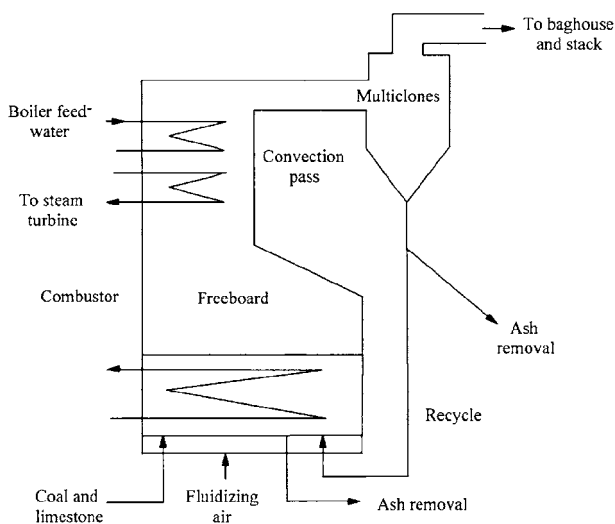 To baghouse
and stack
Multiclones
Boiler feed-
water
Convection
pass
To steam
turbine
Combustor
Freeboard
Ash
removal
Recycle
Coal and
limestone
Fluidizing
air
Ash removal